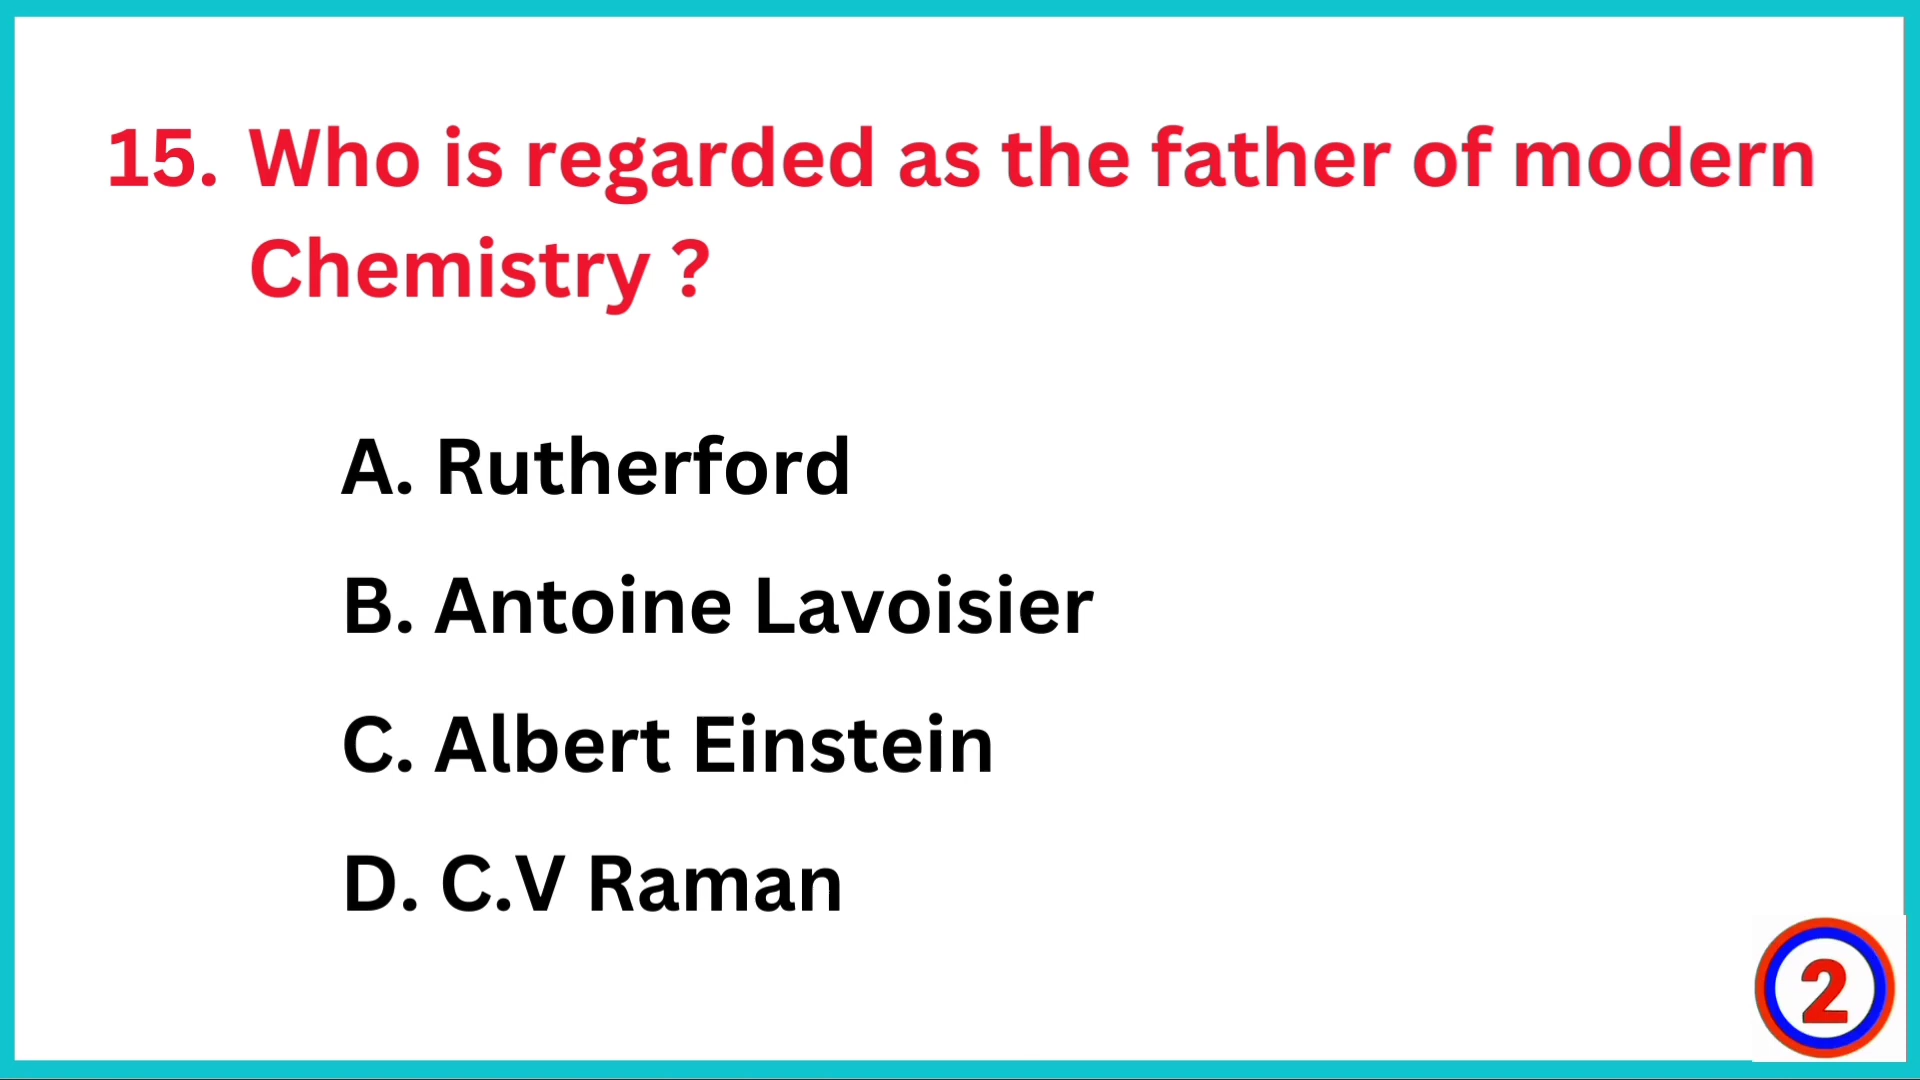 15. Who is regarded as the father of modern
Chemistry ?
A. Rutherford
B. Antoine Lavoisier
C. Albert Einstein
D. C.V Raman
2